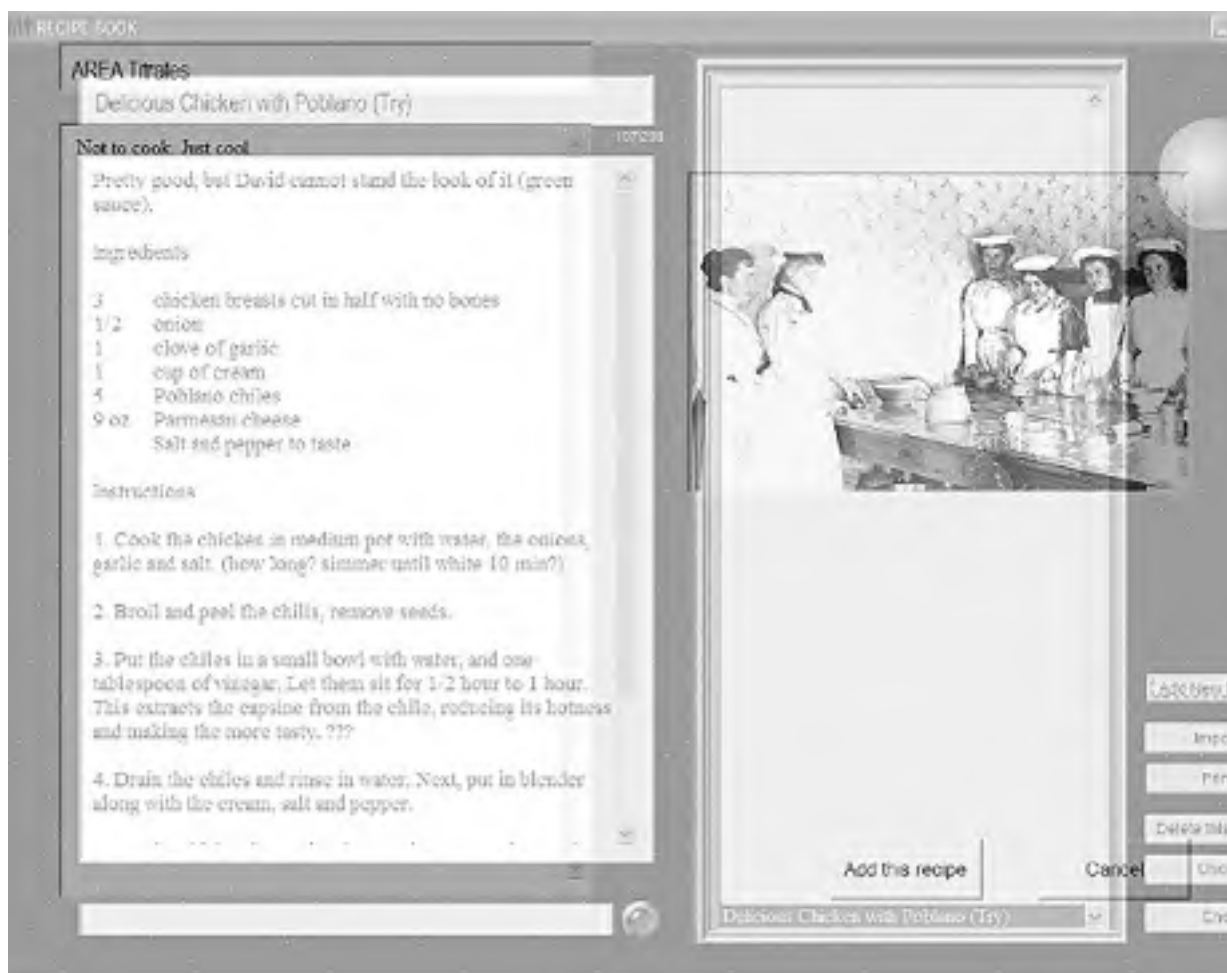 RECIPE BOOK
AREA Titrates
Delicious Chicken with Poblano (Try)
Not to cook. Just cool
Pretty good, but David cannot stand the look of it (green
sauce).
Ingredients
3 chicken breasts cut in half with no bones
1/2 onion
1 clove of garlic
1 cup of cream
5 Poblano chiles
9 oz Parmesan cheese
Salt and pepper to taste
Instructions
1. Cook the chicken in medium pot with water, the onions,
garlic and salt. (how long? simmer until white 10 min?)
2. Broil and peel the chilis, remove seeds.
3. Put the chiles in a small bowl with water, and one
tablespoon of vinegar. Let them sit for 1/2 hour to 1 hour.
This extracts the capsine from the chile, reducing its hotness
and making the more tasty. ???
4. Drain the chiles and rinse in water. Next, put in blender
along with the cream, salt and pepper.
Add New
Impo
Delete this
Add this recipe
Cancel
Delicious Chicken with Poblano (Try)